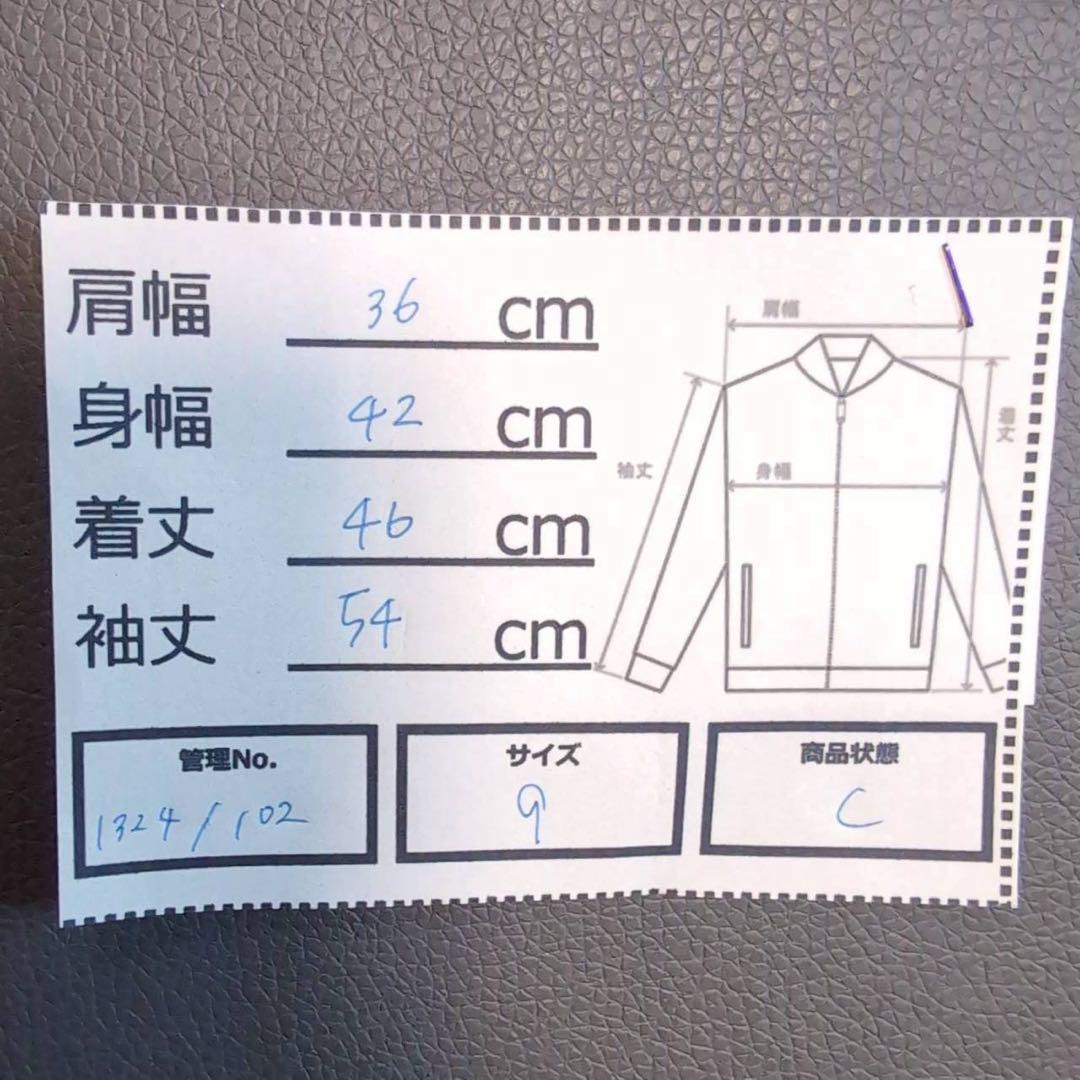 肩幅 36 cm
身幅 42 cm
着丈 46 cm
袖丈 54 cm
肩幅
着丈
袖丈
身幅
管理No.
1324/102
サイズ
9
商品状態
C